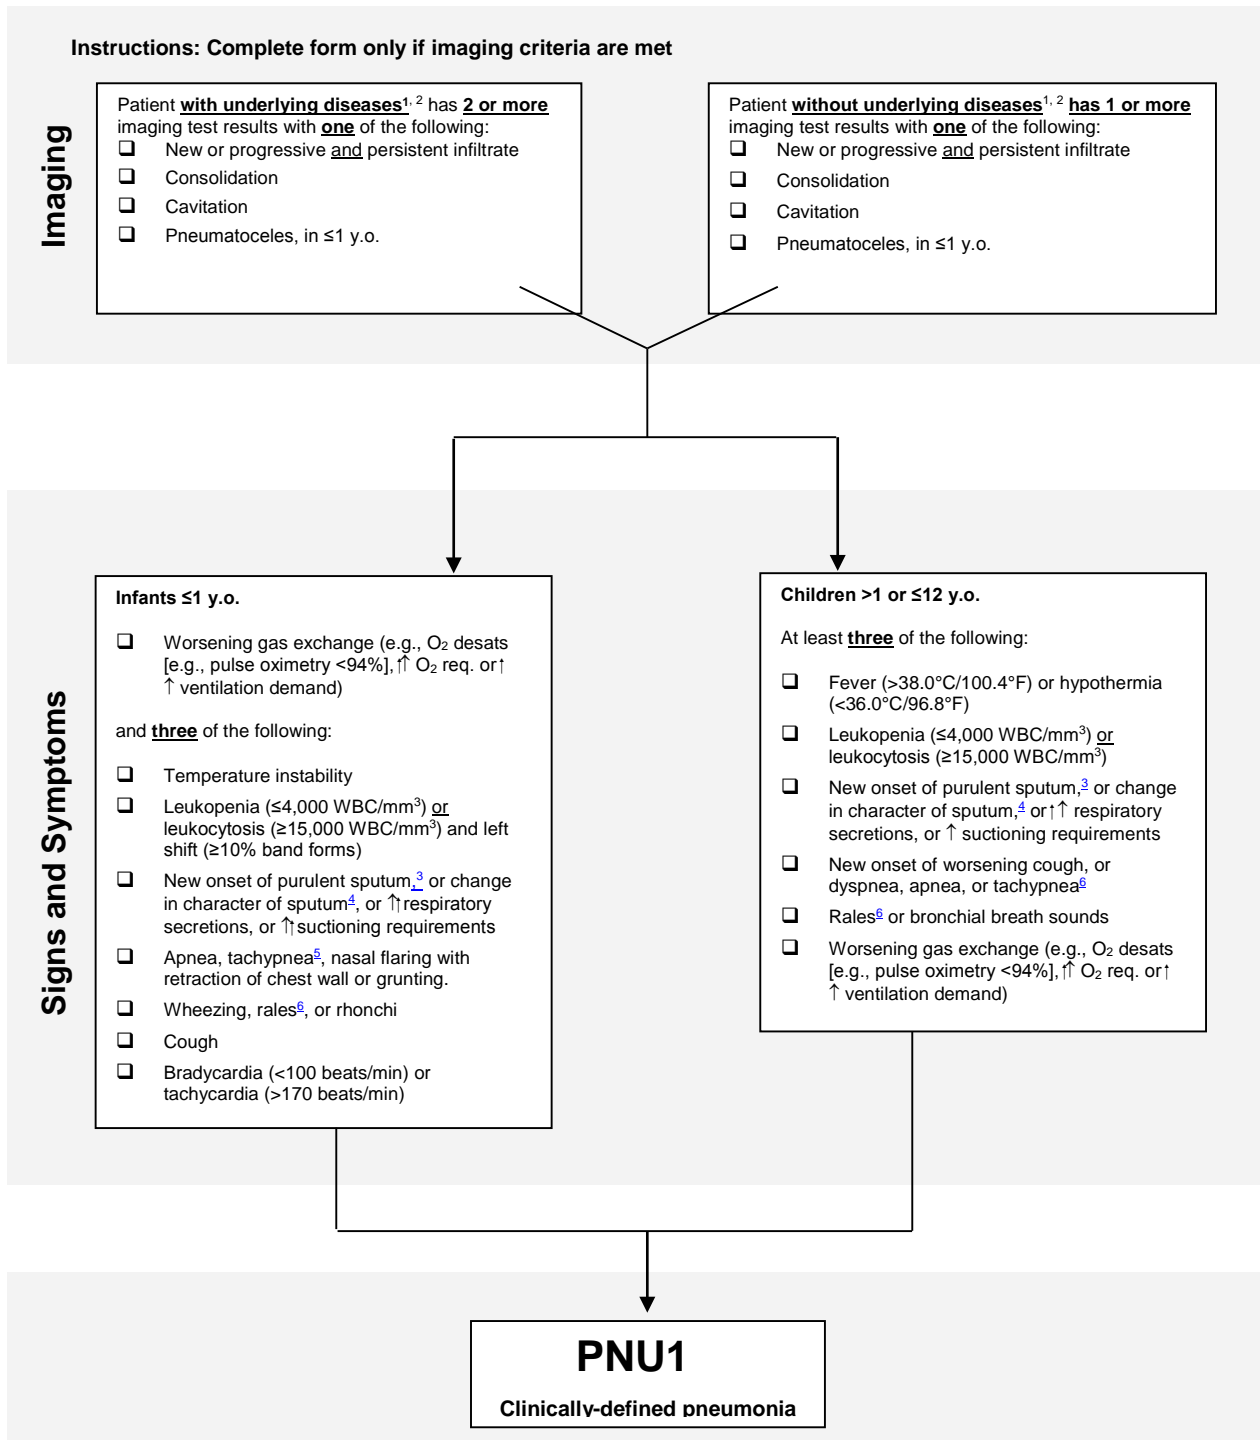 Instructions: Complete form only if imaging criteria are met
Imaging
Patient with underlying diseases1, 2 has 2 or more
imaging test results with one of the following:
❑ New or progressive and persistent infiltrate
❑ Consolidation
❑ Cavitation
❑ Pneumatoceles, in ≤1 y.o.
Patient without underlying diseases1, 2 has 1 or more
imaging test results with one of the following:
❑ New or progressive and persistent infiltrate
❑ Consolidation
❑ Cavitation
❑ Pneumatoceles, in ≤1 y.o.
Signs and Symptoms
Infants ≤1 y.o.
❑ Worsening gas exchange (e.g., O2 desats
[e.g., pulse oximetry <94%], ↑↑ O2 req. or ↑
↑ ventilation demand)
and three of the following:
❑ Temperature instability
❑ Leukopenia (≤4,000 WBC/mm3) or
leukocytosis (≥15,000 WBC/mm3) and left
shift (≥10% band forms)
❑ New onset of purulent sputum,3 or change
in character of sputum4, or ↑↑ respiratory
secretions, or ↑↑ suctioning requirements
❑ Apnea, tachypnea5, nasal flaring with
retraction of chest wall or grunting.
❑ Wheezing, rales6, or rhonchi
❑ Cough
❑ Bradycardia (<100 beats/min) or
tachycardia (>170 beats/min)
Children >1 or ≤12 y.o.
At least three of the following:
❑ Fever (>38.0°C/100.4°F) or hypothermia
(<36.0°C/96.8°F)
❑ Leukopenia (≤4,000 WBC/mm3) or
leukocytosis (≥15,000 WBC/mm3)
❑ New onset of purulent sputum,3 or change
in character of sputum,4 or ↑↑ respiratory
secretions, or ↑ suctioning requirements
❑ New onset of worsening cough, or
dyspnea, apnea, or tachypnea6
❑ Rales6 or bronchial breath sounds
❑ Worsening gas exchange (e.g., O2 desats
[e.g., pulse oximetry <94%], ↑↑ O2 req. or ↑
↑ ventilation demand)
PNU1
Clinically-defined pneumonia